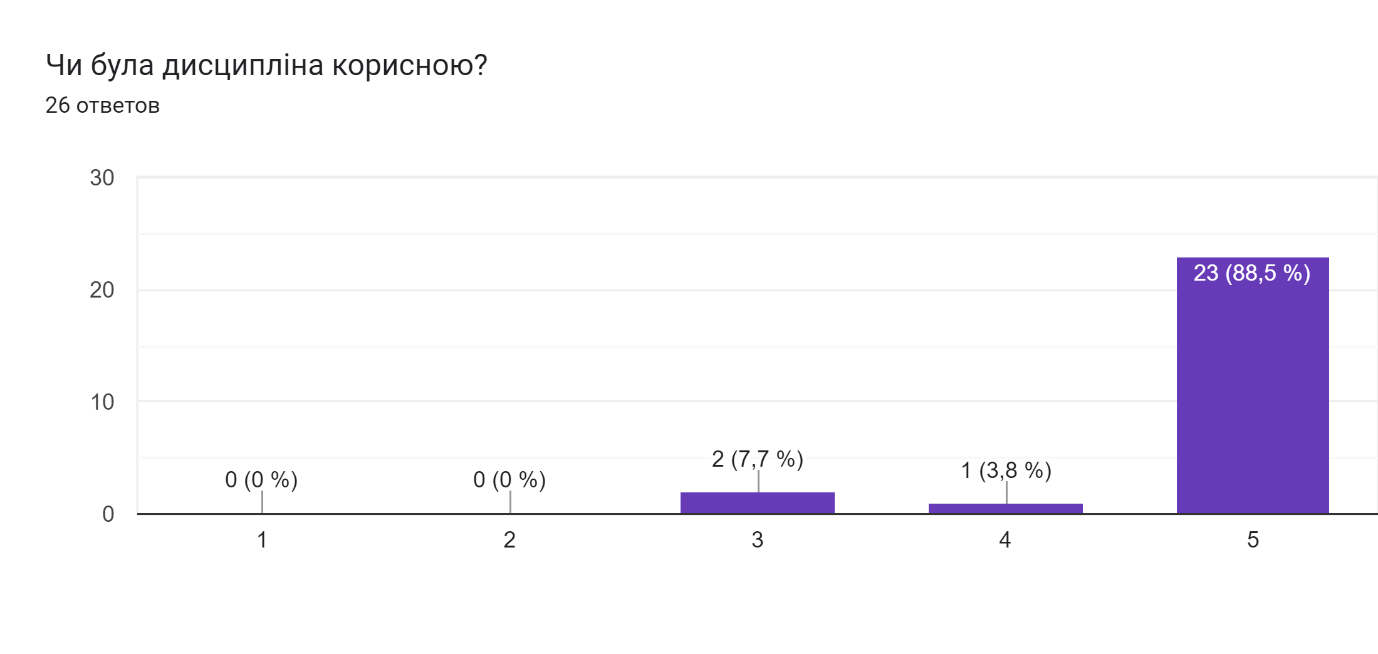 Чи була дисципліна корисною?
26 ответов
30
20
10
0
0 (0 %)
0 (0 %)
2 (7,7 %)
1 (3,8 %)
23 (88,5 %)
1
2
3
4
5